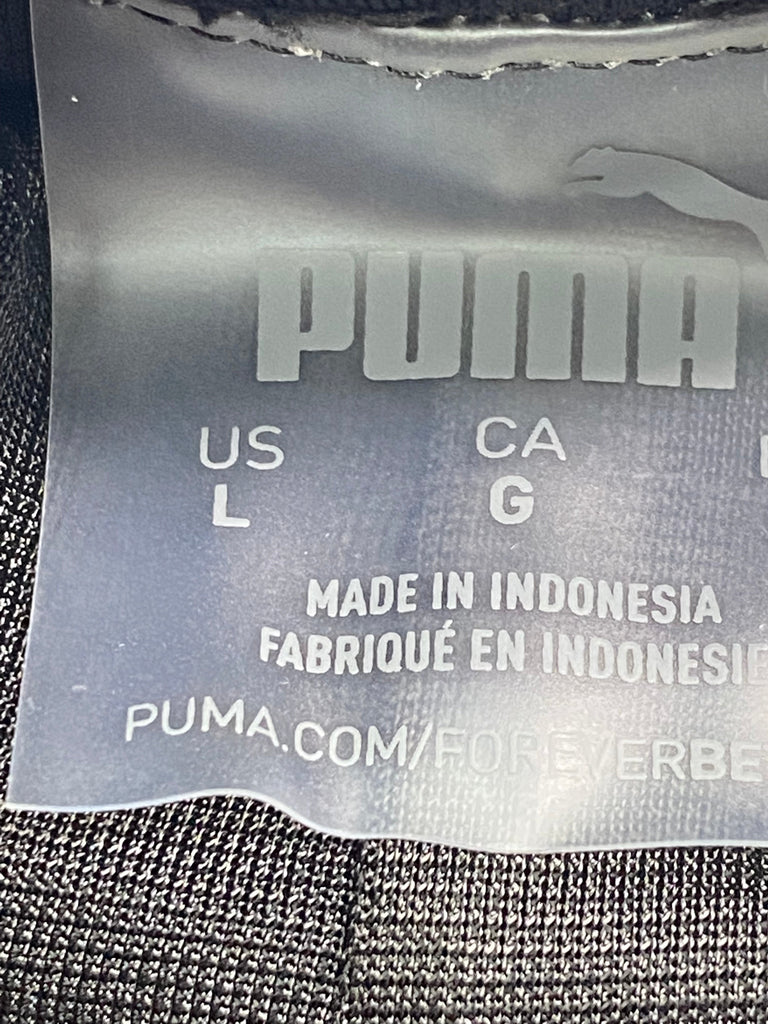 PUMA
US CA
L G
MADE IN INDONESIA
FABRIQUÉ EN INDONESIE
PUMA.COM/FOREVERBE